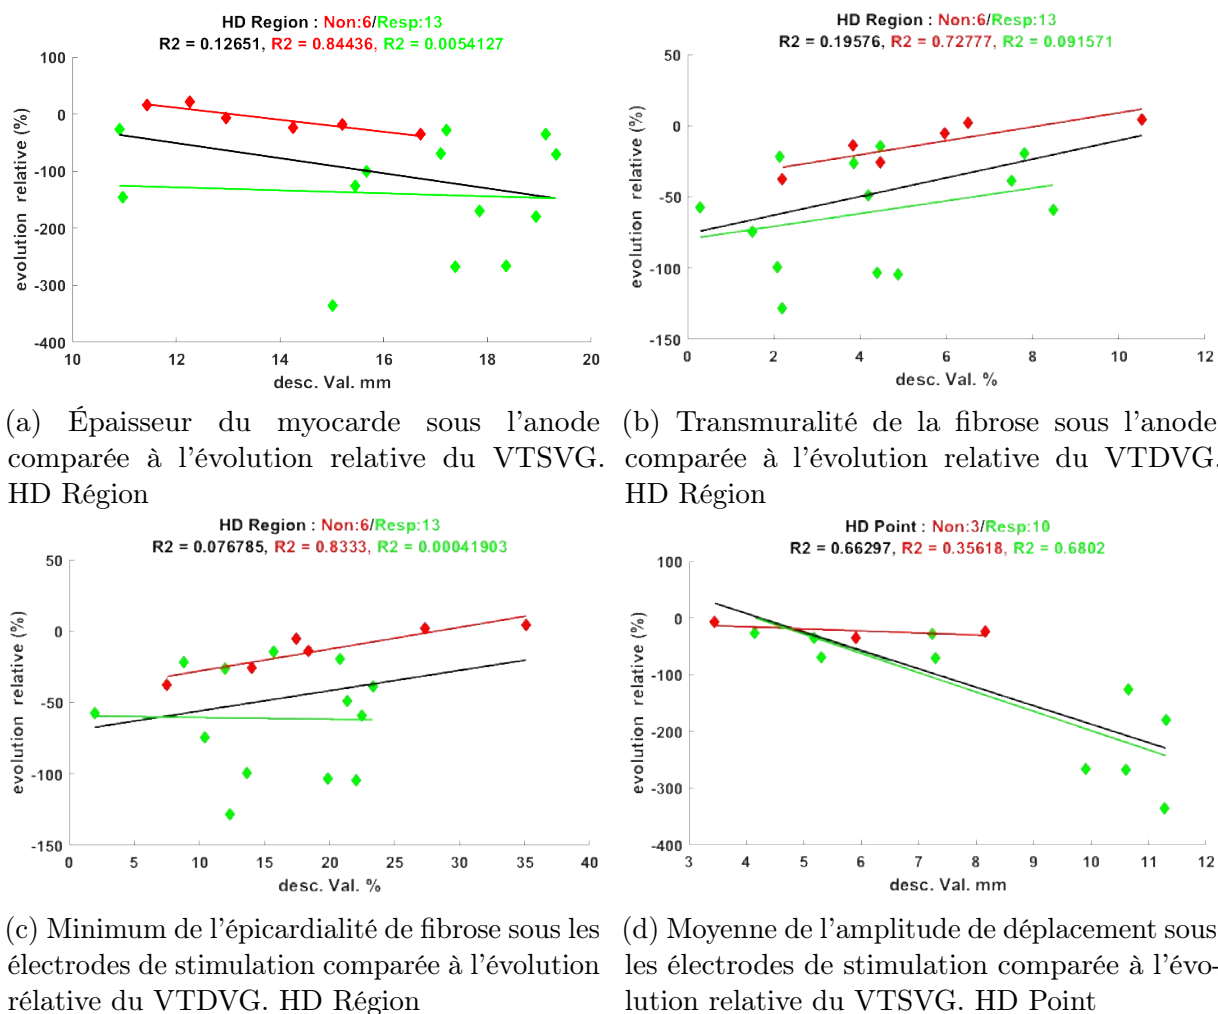 HD Region : Non:6/Resp:13
R2 = 0.12651, R2 = 0.84436, R2 = 0.0054127
100
0
-100
-200
-300
-400
evolution relative (%)
10 12 14 16 18 20
desc. Val. mm
(a) Épaisseur du myocarde sous l'anode
comparée à l'évolution relative du VTSVG.
HD Région
HD Region : Non:6/Resp:13
R2 = 0.19576, R2 = 0.72777, R2 = 0.091571
50
0
-50
-100
-150
evolution relative (%)
0 2 4 6 8 10 12
desc. Val. %
(b) Transmuralité de la fibrose sous l'anode
comparée à l'évolution relative du VTDVG.
HD Région
HD Region : Non:6/Resp:13
R2 = 0.076785, R2 = 0.8333, R2 = 0.00041903
50
0
-50
-100
-150
evolution relative (%)
0 5 10 15 20 25 30 35 40
desc. Val. %
(c) Minimum de l'épicardialité de fibrose sous les
électrodes de stimulation comparée à l'évolution
rélative du VTDVG. HD Région
HD Point : Non:3/Resp:10
R2 = 0.66297, R2 = 0.35618, R2 = 0.6802
100
0
-100
-200
-300
-400
evolution relative (%)
3 4 5 6 7 8 9 10 11 12
desc. Val. mm
(d) Moyenne de l'amplitude de déplacement sous
les électrodes de stimulation comparée à l'évo-
lution relative du VTSVG. HD Point